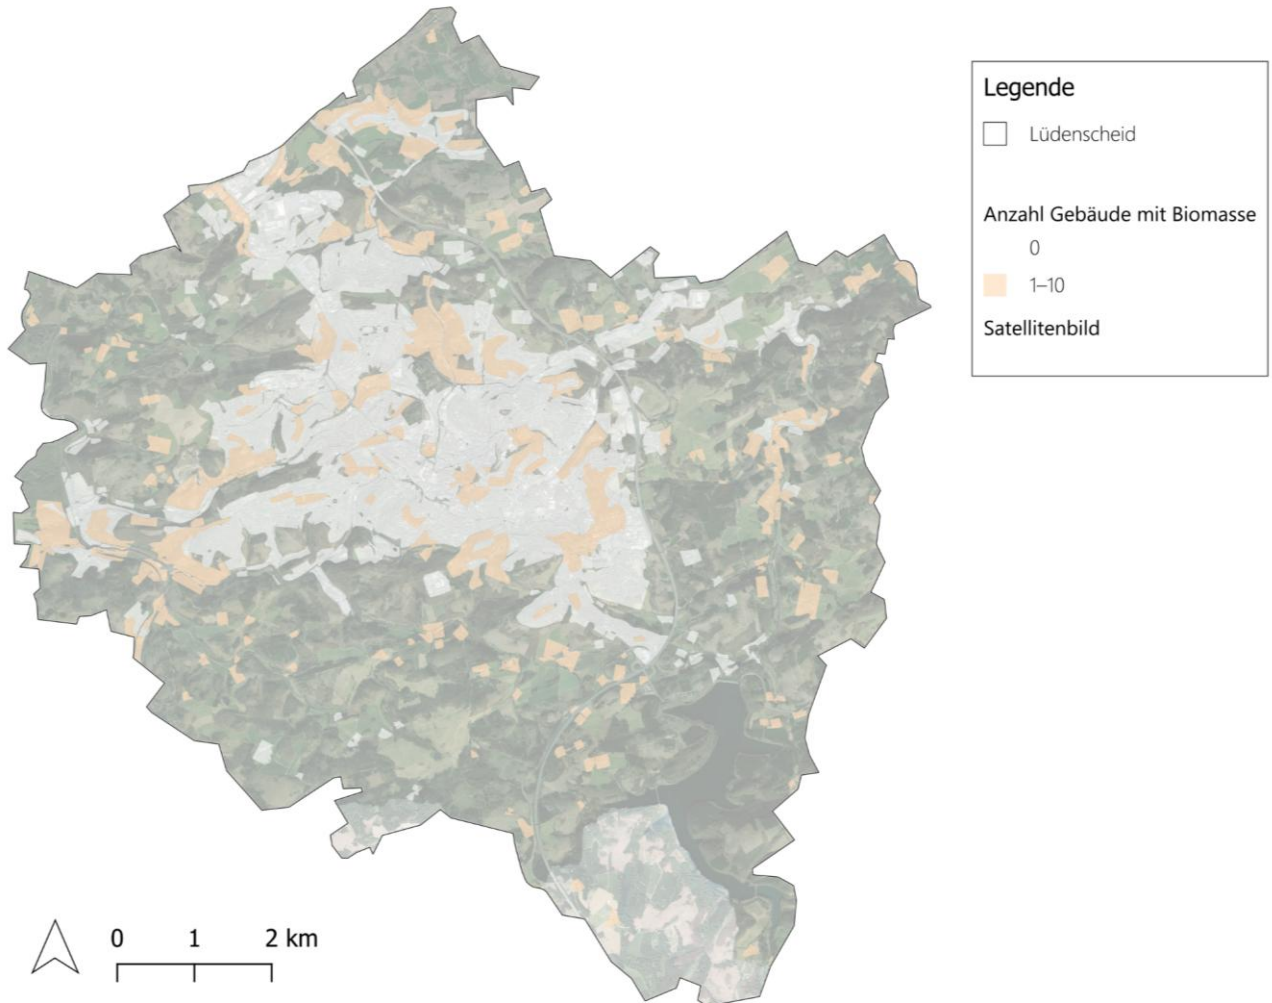 Legende
Lüdenscheid
Anzahl Gebäude mit Biomasse
0
1–10
Satellitenbild
0 1 2 km